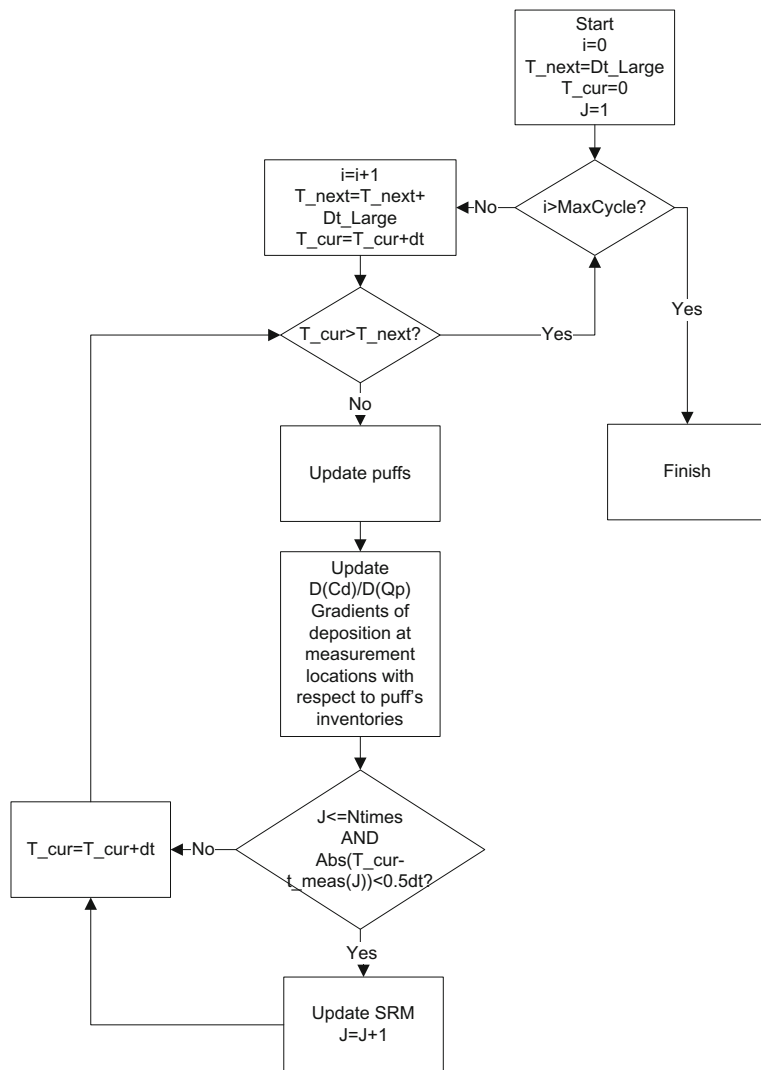 Start
i=0
T_next=Dt_Large
T_cur=0
J=1
i=i+1
T_next=T_next+
Dt_Large
T_cur=T_cur+dt
No
i>MaxCycle?
Yes
T_cur>T_next?
Yes
No
Update puffs
Finish
Update
D(Cd)/D(Qp)
Gradients of
deposition at
measurement
locations with
respect to puff's
inventories
T_cur=T_cur+dt
No
J<=Ntimes
AND
Abs(T_cur-
t_meas(J))<0.5dt?
Yes
Update SRM
J=J+1